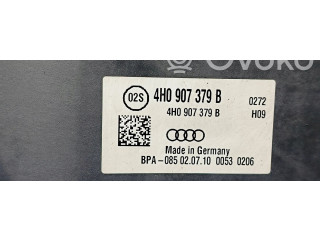 Ovoko
02S
4H0 907 379 B
0272
4H0 907 379 B
H09
Made in Germany
BPA-085 02.07.10 0053 0206